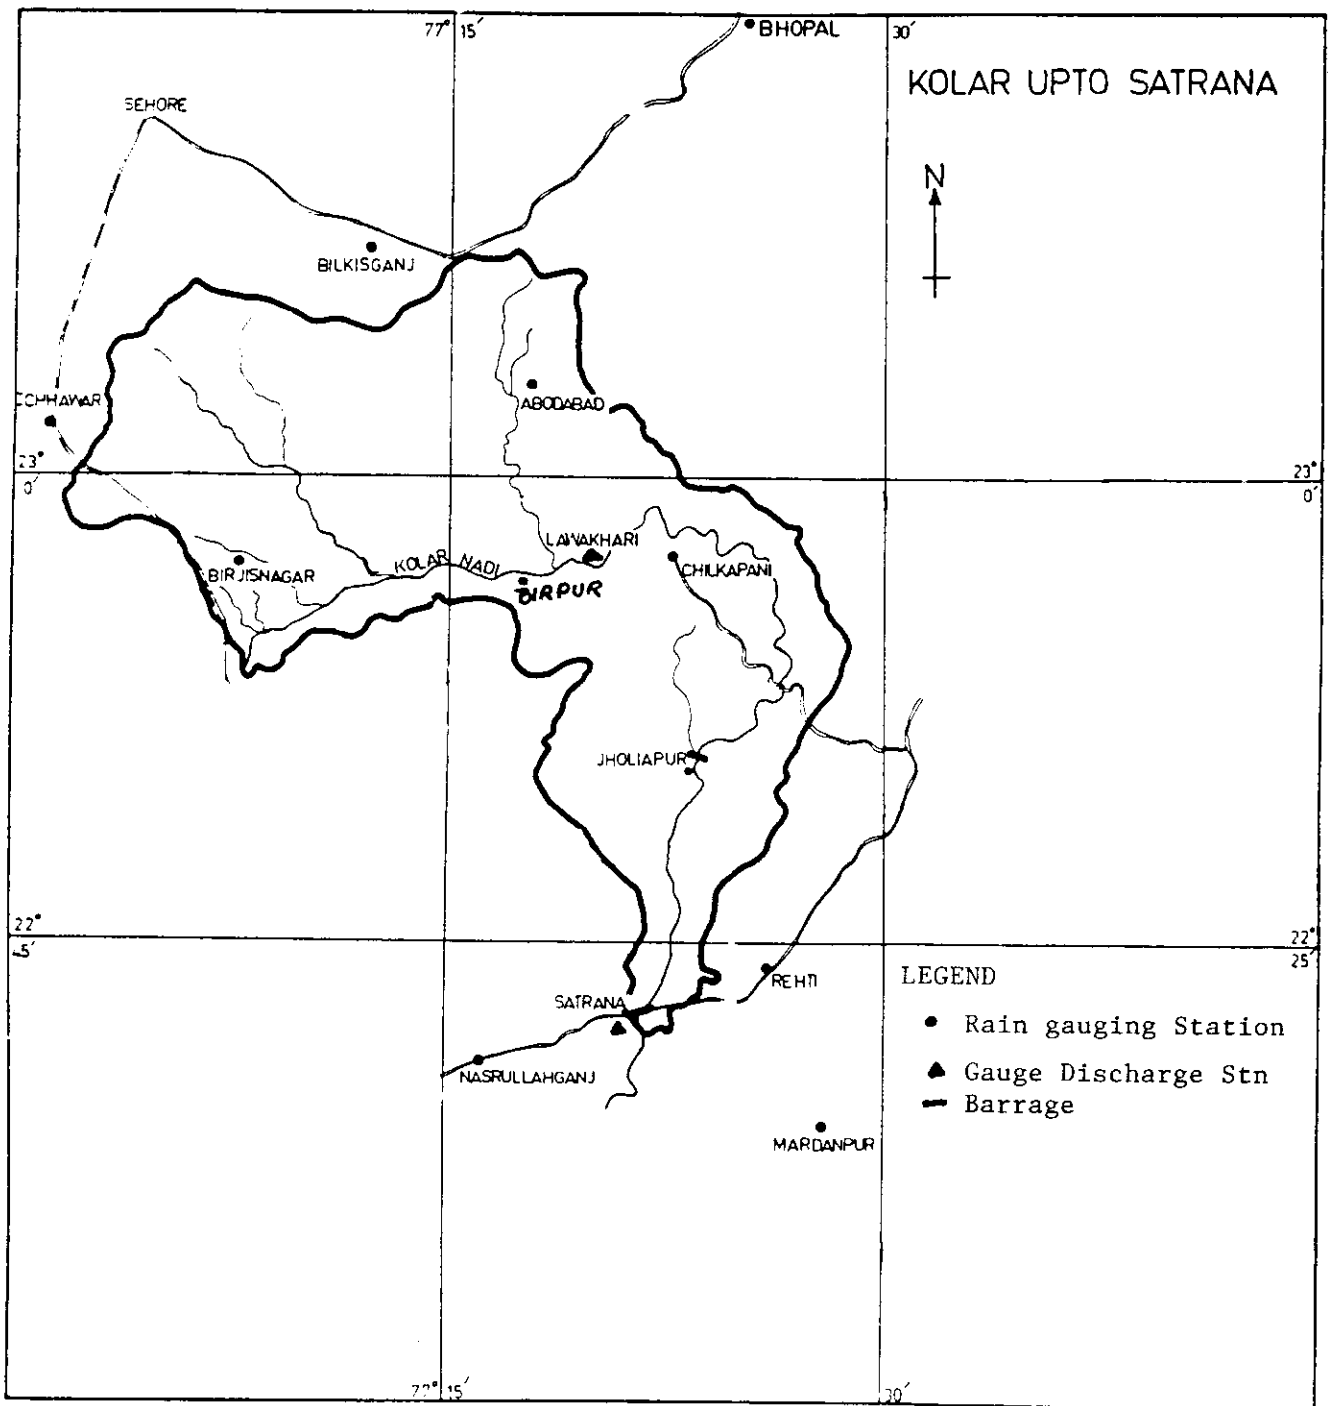 77° 15′
BHOPAL
30′
KOLAR UPTO SATRANA
SEHORE
N
BILKISGANJ
ICHHAWAR
ABODABAD
23°
0′
23°
0′
LAWAKHARI
KOLAR NADI
BIRJISNAGAR
CHILKAPANI
BIRPUR
JHOLIAPUR
22°
45′
22°
25′
REHTI
LEGEND
SATRANA
Rain gauging Station
NASRULLAHGANJ
Gauge Discharge Stn
Barrage
MARDANPUR
77° 15′
30′